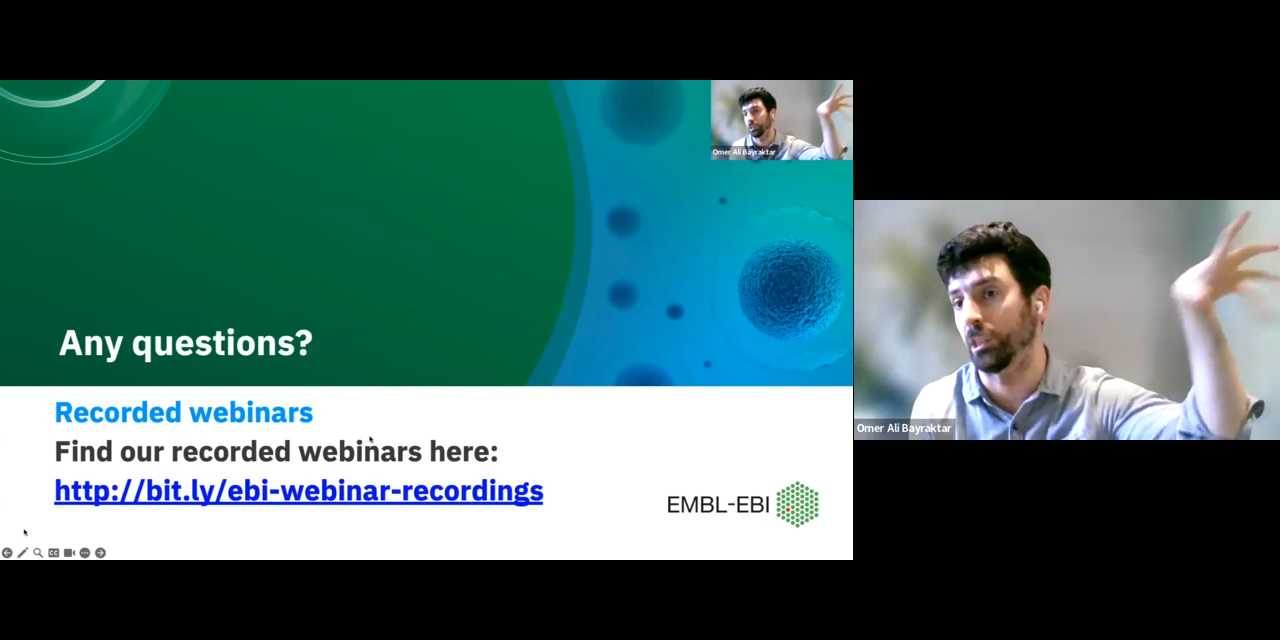 Omer Ali Bayraktar
Any questions?
Recorded webinars
Find our recorded webinars here:
http://bit.ly/ebi-webinar-recordings
EMBL-EBI
CC
Omer Ali Bayraktar